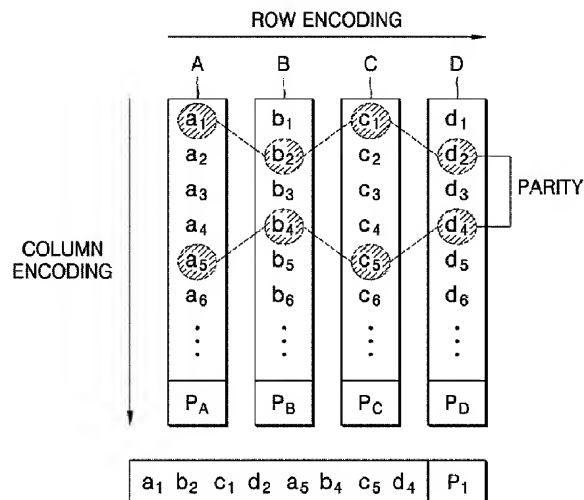 ROW ENCODING
A B C D
a1 b1 c1 d1
a2 b2 c2 d2
a3 b3 c3 d3 PARITY
a4 b4 c4 d4
COLUMN ENCODING
a5 b5 c5 d5
a6 b6 c6 d6
PA PB PC PD
a1 b2 c1 d2 a5 b4 c5 d4 P1